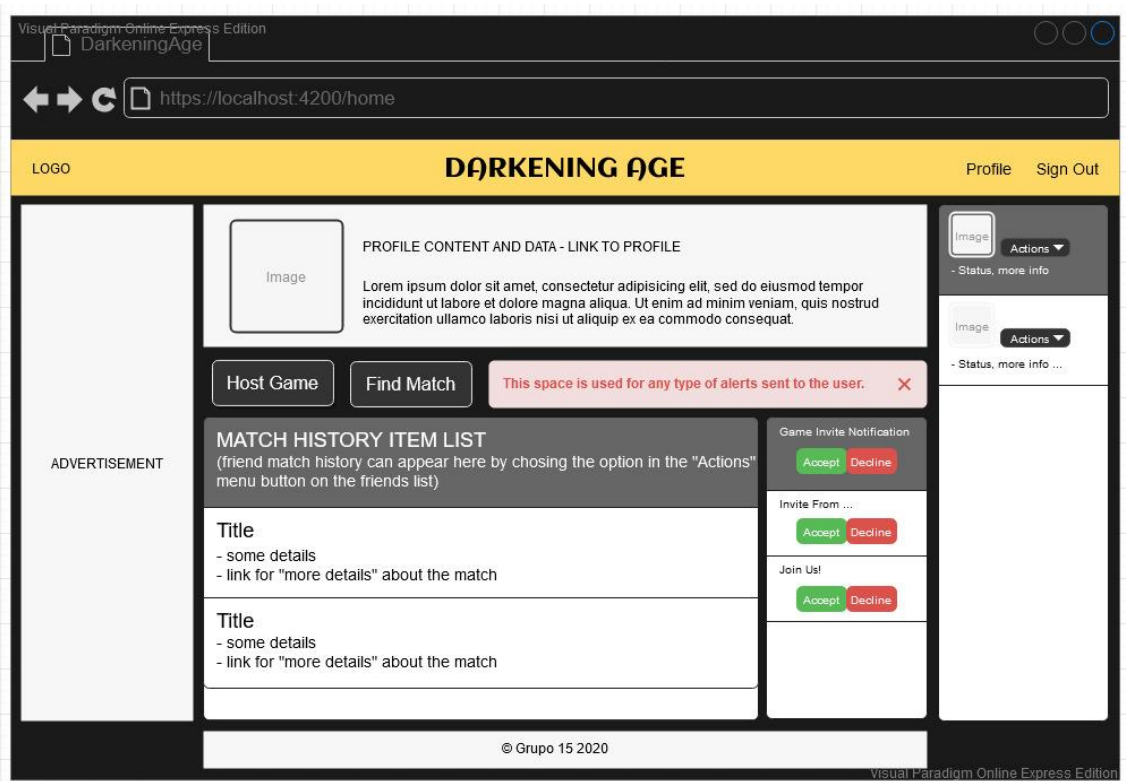 Visual Paradigm Online Express Edition
DarkeningAge
https://localhost:4200/home
LOGO
DARKENING AGE
Profile
Sign Out
ADVERTISEMENT
Image
PROFILE CONTENT AND DATA - LINK TO PROFILE
Lorem ipsum dolor sit amet, consectetur adipisicing elit, sed do eiusmod tempor
incididunt ut labore et dolore magna aliqua. Ut enim ad minim veniam, quis nostrud
exercitation ullamco laboris nisi ut aliquip ex ea commodo consequat.
Host Game
Find Match
This space is used for any type of alerts sent to the user.
MATCH HISTORY ITEM LIST
(friend match history can appear here by chosing the option in the "Actions"
menu button on the friends list)
Title
- some details
- link for "more details" about the match
Title
- some details
- link for "more details" about the match
Game Invite Notification
Accept Decline
Invite From ...
Accept Decline
Join Us!
Accept Decline
Image
Actions
- Status, more info
Image
Actions
- Status, more info ...
© Grupo 15 2020
Visual Paradigm Online Express Edition